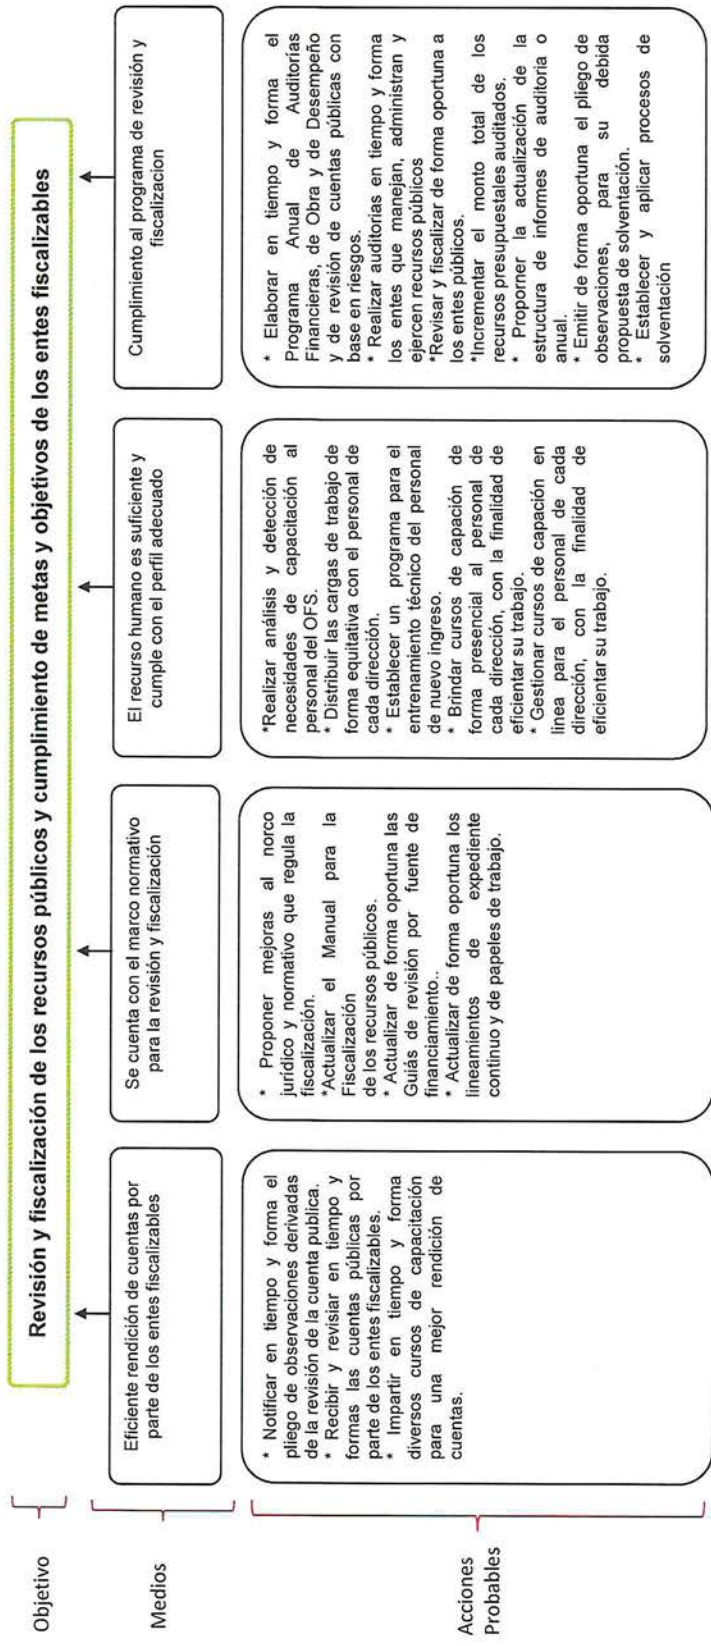 Objetivo
Revisión y fiscalización de los recursos públicos y cumplimiento de metas y objetivos de los entes fiscalizables
Medios
Eficiente rendición de cuentas por
parte de los entes fiscalizables
Se cuenta con el marco normativo
para la revisión y fiscalización
El recurso humano es suficiente y
cumple con el perfil adecuado
Cumplimiento al programa de revisión y
fiscalizacion
Acciones
Probables
* Notificar en tiempo y forma el
pliego de observaciones derivadas
de la revisión de la cuenta publica.
* Recibir y revisiar en tiempo y
formas las cuentas públicas por
parte de los entes fiscalizables.
* Impartir en tiempo y forma
diversos cursos de capacitación
para una mejor rendición de
cuentas.
* Proponer mejoras al norco
jurídico y normativo que regula la
fiscalización.
*Actualizar el Manual para la
Fiscalización
de los recursos públicos.
* Actualizar de forma oportuna las
Guiás de revisión por fuente de
financiamiento..
* Actualizar de forma oportuna los
lineamientos de expediente
continuo y de papeles de trabajo.
*Realizar análisis y detección de
necesidades de capacitación al
personal del OFS.
* Distribuir las cargas de trabajo de
forma equitativa con el personal de
cada dirección.
* Establecer un programa para el
entrenamiento técnico del personal
de nuevo ingreso.
* Brindar cursos de capación de
forma presencial al personal de
cada dirección, con la finalidad de
eficientar su trabajo.
* Gestionar cursos de capación en
linea para el personal de cada
dirección, con la finalidad de
eficientar su trabajo.
* Elaborar en tiempo y forma el
Programa Anual de Auditorías
Financieras, de Obra y de Desempeño
y de revisión de cuentas públicas con
base en riesgos.
* Realizar auditorías en tiempo y forma
los entes que manejan, administran y
ejercen recursos públicos
*Revisar y fiscalizar de forma oportuna a
los entes públicos.
*Incrementar el monto total de los
recursos presupuestales auditados.
* Proporner la actualización de la
estructura de informes de auditoria o
anual.
* Emitir de forma oportuna el pliego de
observaciones, para su debida
propuesta de solventación.
* Establecer y aplicar procesos de
solventación